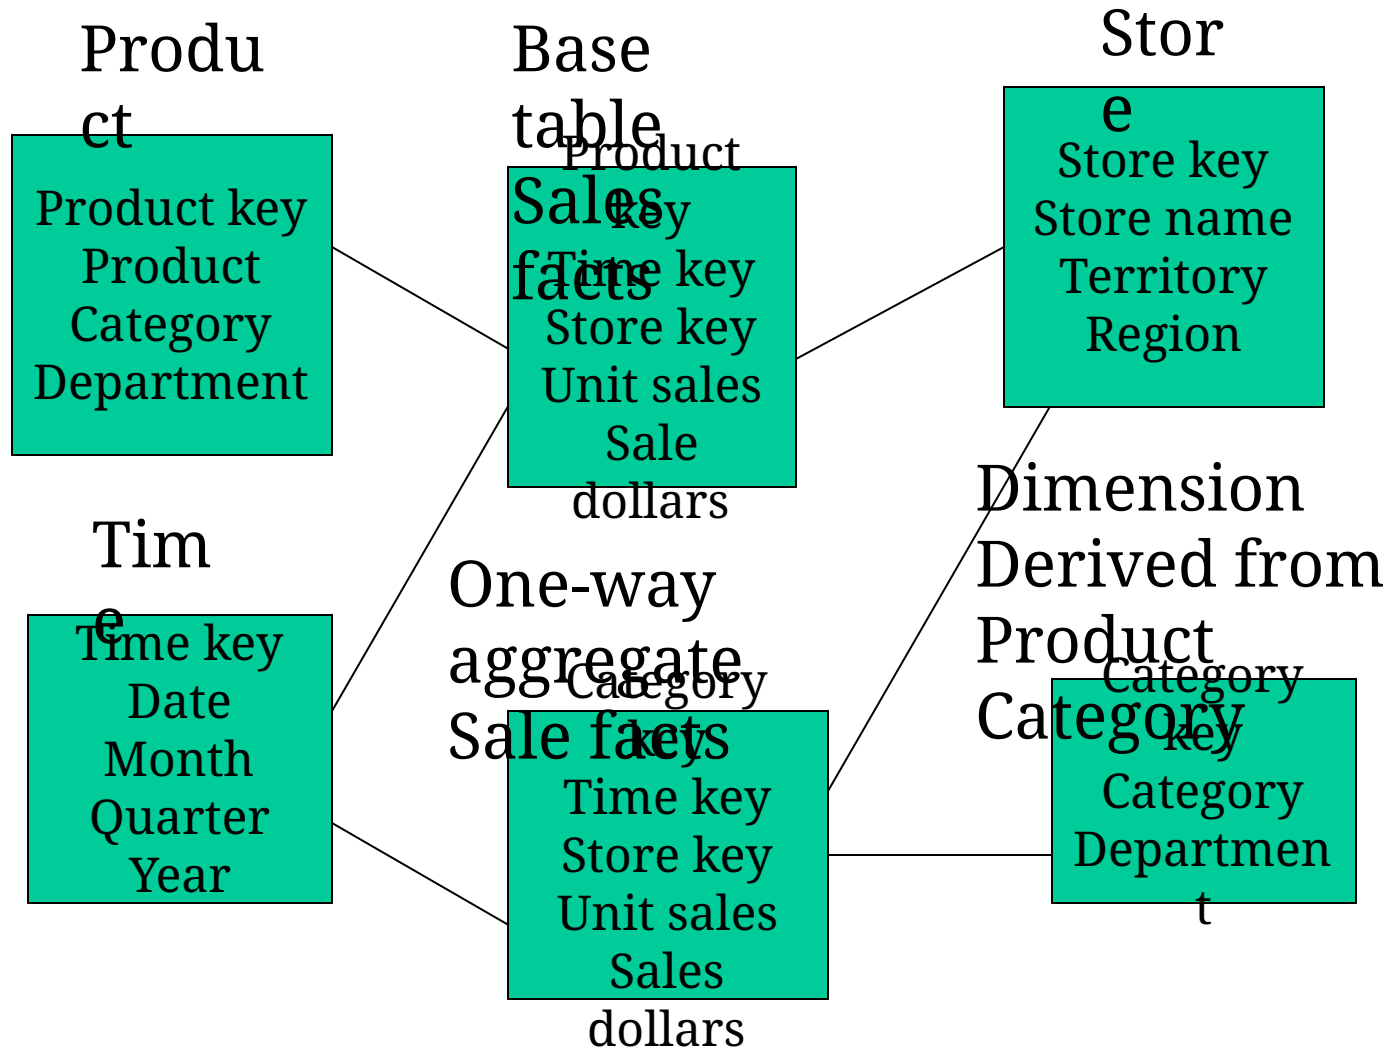 Produ
ct
Product key
Product
Category
Department
Base
table
Sales
facts
Product
key
Time key
Store key
Unit sales
Sale
dollars
Stor
e
Store key
Store name
Territory
Region
Tim
e
Time key
Date
Month
Quarter
Year
One-way
aggregate
Sale facts
Category
key
Time key
Store key
Unit sales
Sales
dollars
Dimension
Derived from
Product
Category
Category
key
Category
Departmen
t